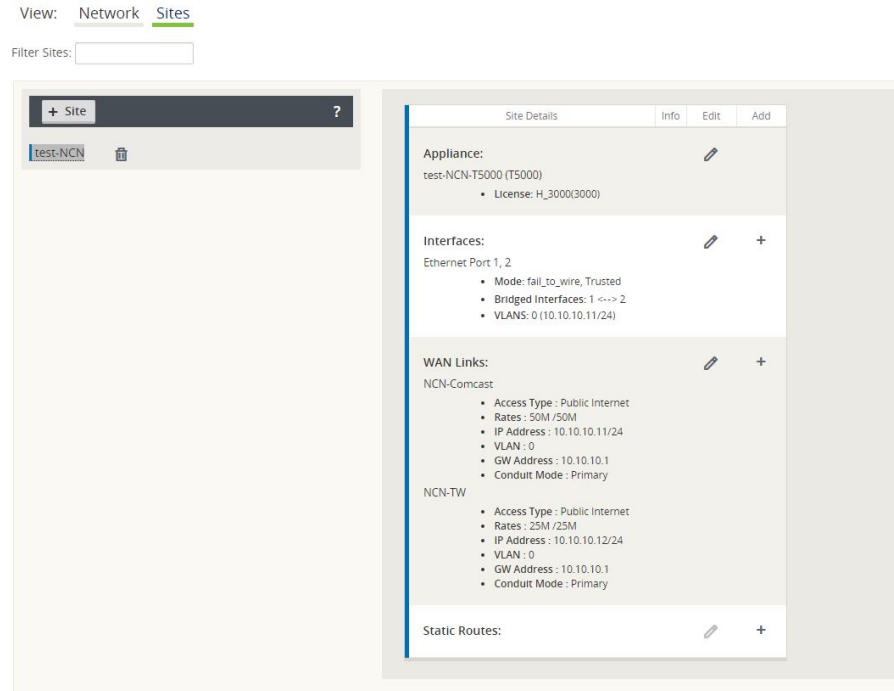 View: Network Sites
Filter Sites:
+ Site ?
test-NCN
Site Details Info Edit Add
Appliance:
test-NCN-T5000 (T5000)
• License: H_3000(3000)
Interfaces: +
Ethernet Port 1, 2
• Mode: fail_to_wire, Trusted
• Bridged Interfaces: 1 <--> 2
• VLANS: 0 (10.10.10.11/24)
WAN Links: +
NCN-Comcast
• Access Type : Public Internet
• Rates : 50M /50M
• IP Address : 10.10.10.11/24
• VLAN : 0
• GW Address : 10.10.10.1
• Conduit Mode : Primary
NCN-TW
• Access Type : Public Internet
• Rates : 25M /25M
• IP Address : 10.10.10.12/24
• VLAN : 0
• GW Address : 10.10.10.1
• Conduit Mode : Primary
Static Routes: +